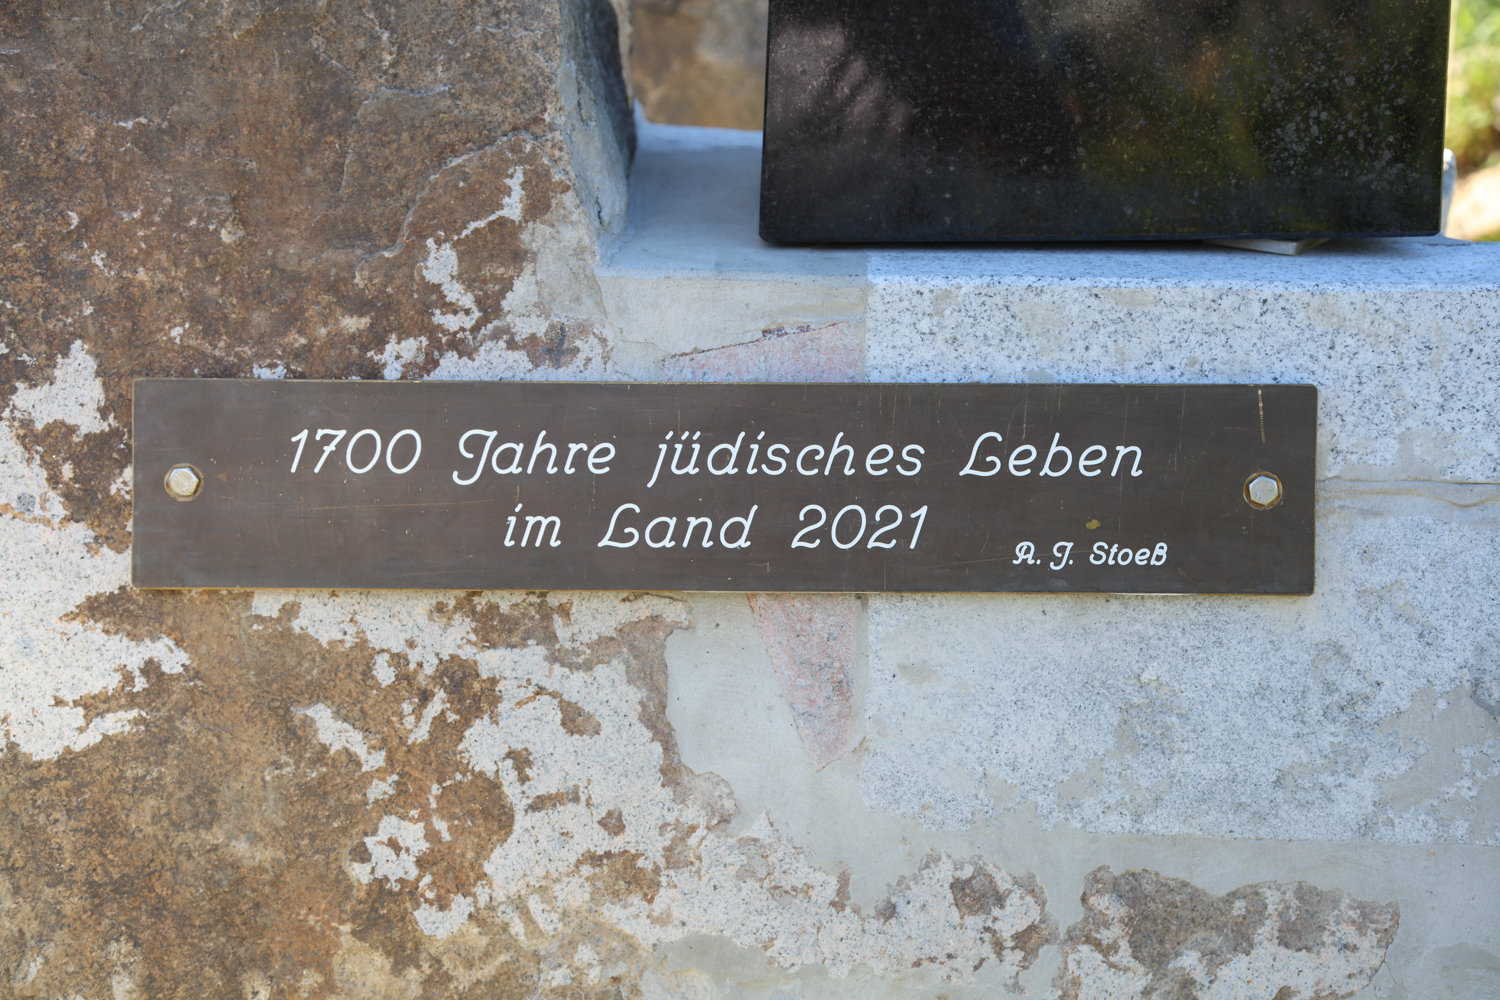 1700 Jahre jüdisches Leben
im Land 2021
A. J. Stoeß